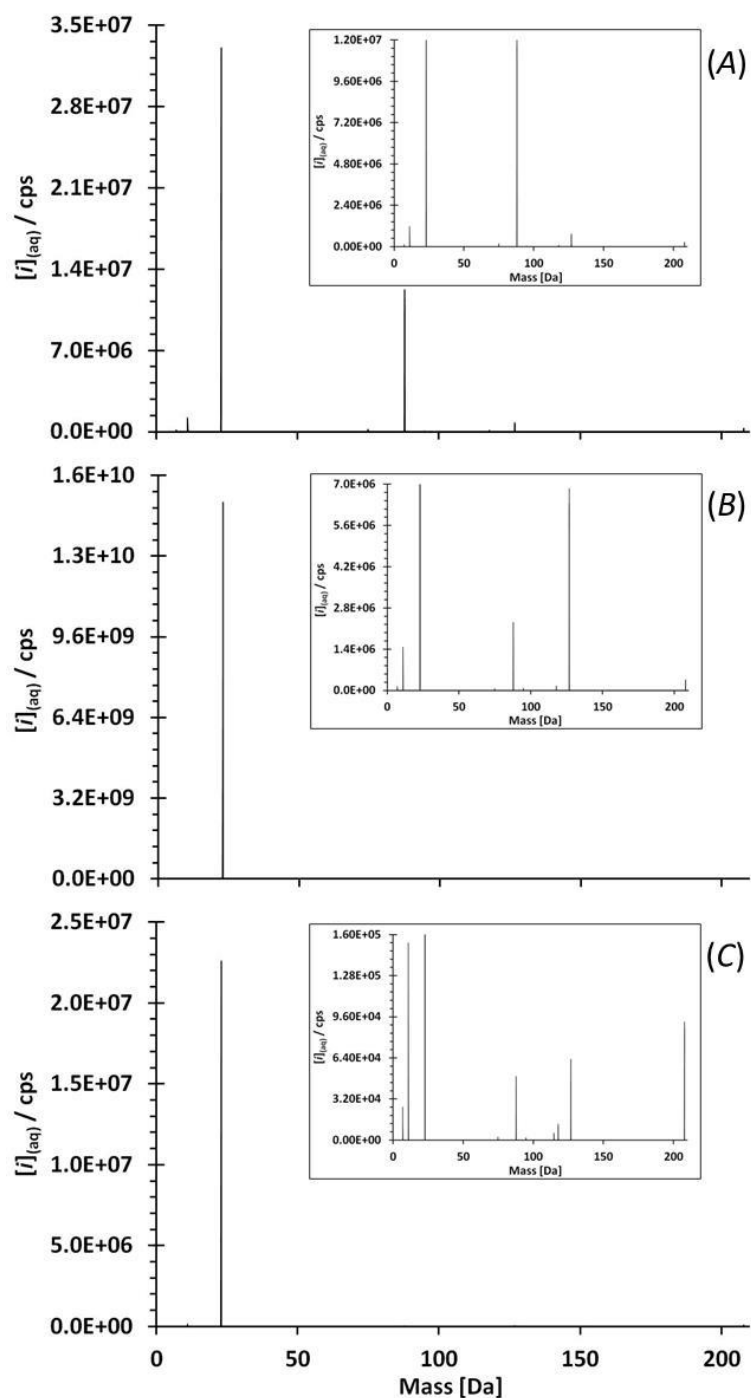 3.5E+07
2.8E+07
2.1E+07
1.4E+07
7.0E+06
0.0E+00
[i](aq) / cps
1.20E+07
9.60E+06
7.20E+06
4.80E+06
2.40E+06
0.00E+00
[i](aq) / cps
0 50 100 150 200
Mass [Da]
(A)
1.6E+10
1.3E+10
9.6E+09
6.4E+09
3.2E+09
0.0E+00
[i](aq) / cps
7.0E+06
5.6E+06
4.2E+06
2.8E+06
1.4E+06
0.0E+00
[i](aq) / cps
0 50 100 150 200
Mass [Da]
(B)
2.5E+07
2.0E+07
1.5E+07
1.0E+07
5.0E+06
0.0E+00
[i](aq) / cps
1.60E+05
1.28E+05
9.60E+04
6.40E+04
3.20E+04
0.00E+00
[i](aq) / cps
0 50 100 150 200
Mass [Da]
(C)
0 50 100 150 200
Mass [Da]